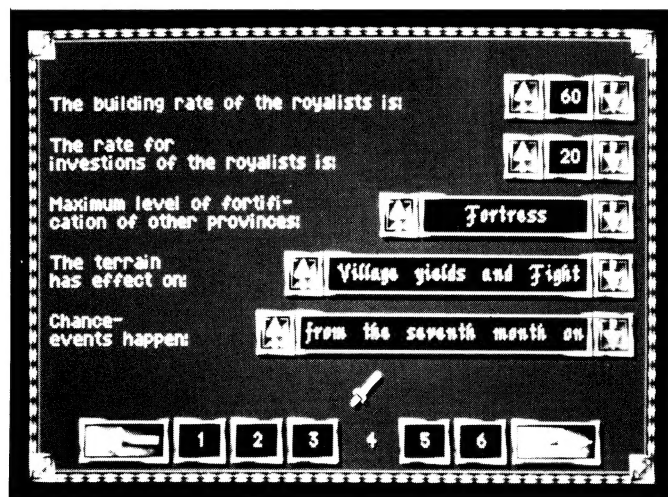 The building rate of the royalists is:
60
The rate for
investions of the royalists is:
20
Maximum level of fortifi-
cation of other provinces:
Fortress
The terrain
has effect on:
Village yields and Fight
Chance-
events happen:
from the seventh month on
1 2 3 4 5 6